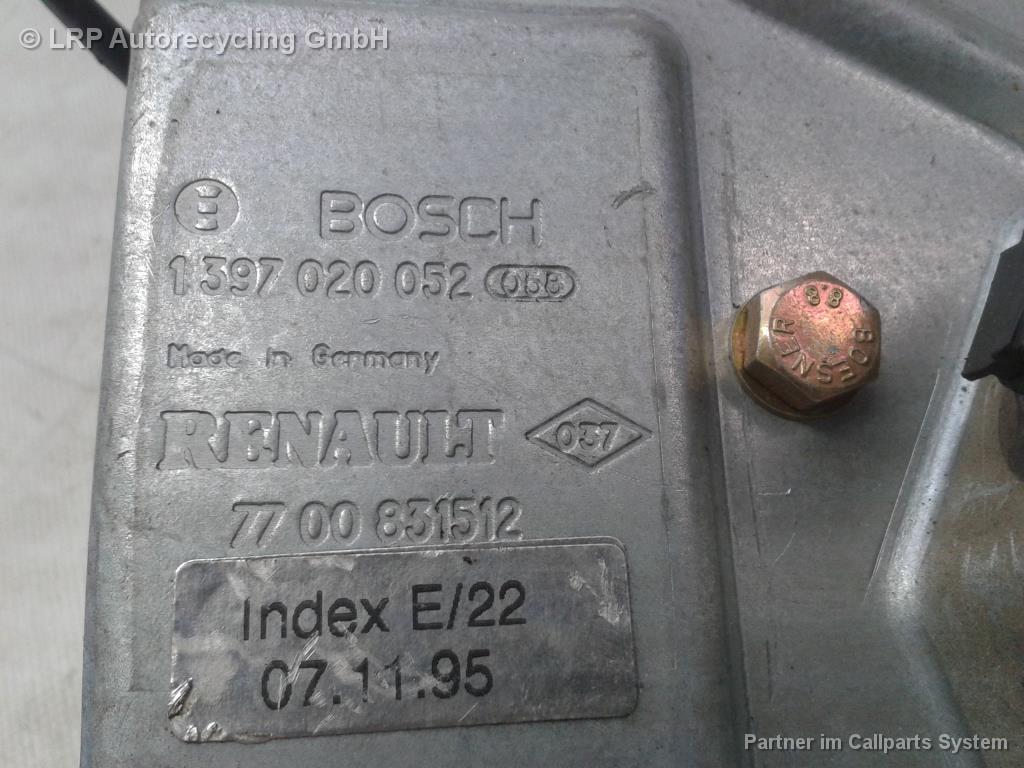 © LRP Autorecycling GmbH
BOSCH
1 397 020 052 058
Made in Germany
RENAULT 037
77 00 831512
Index E/22
07.11.95
8.8
BOESNER
Partner im Callparts System